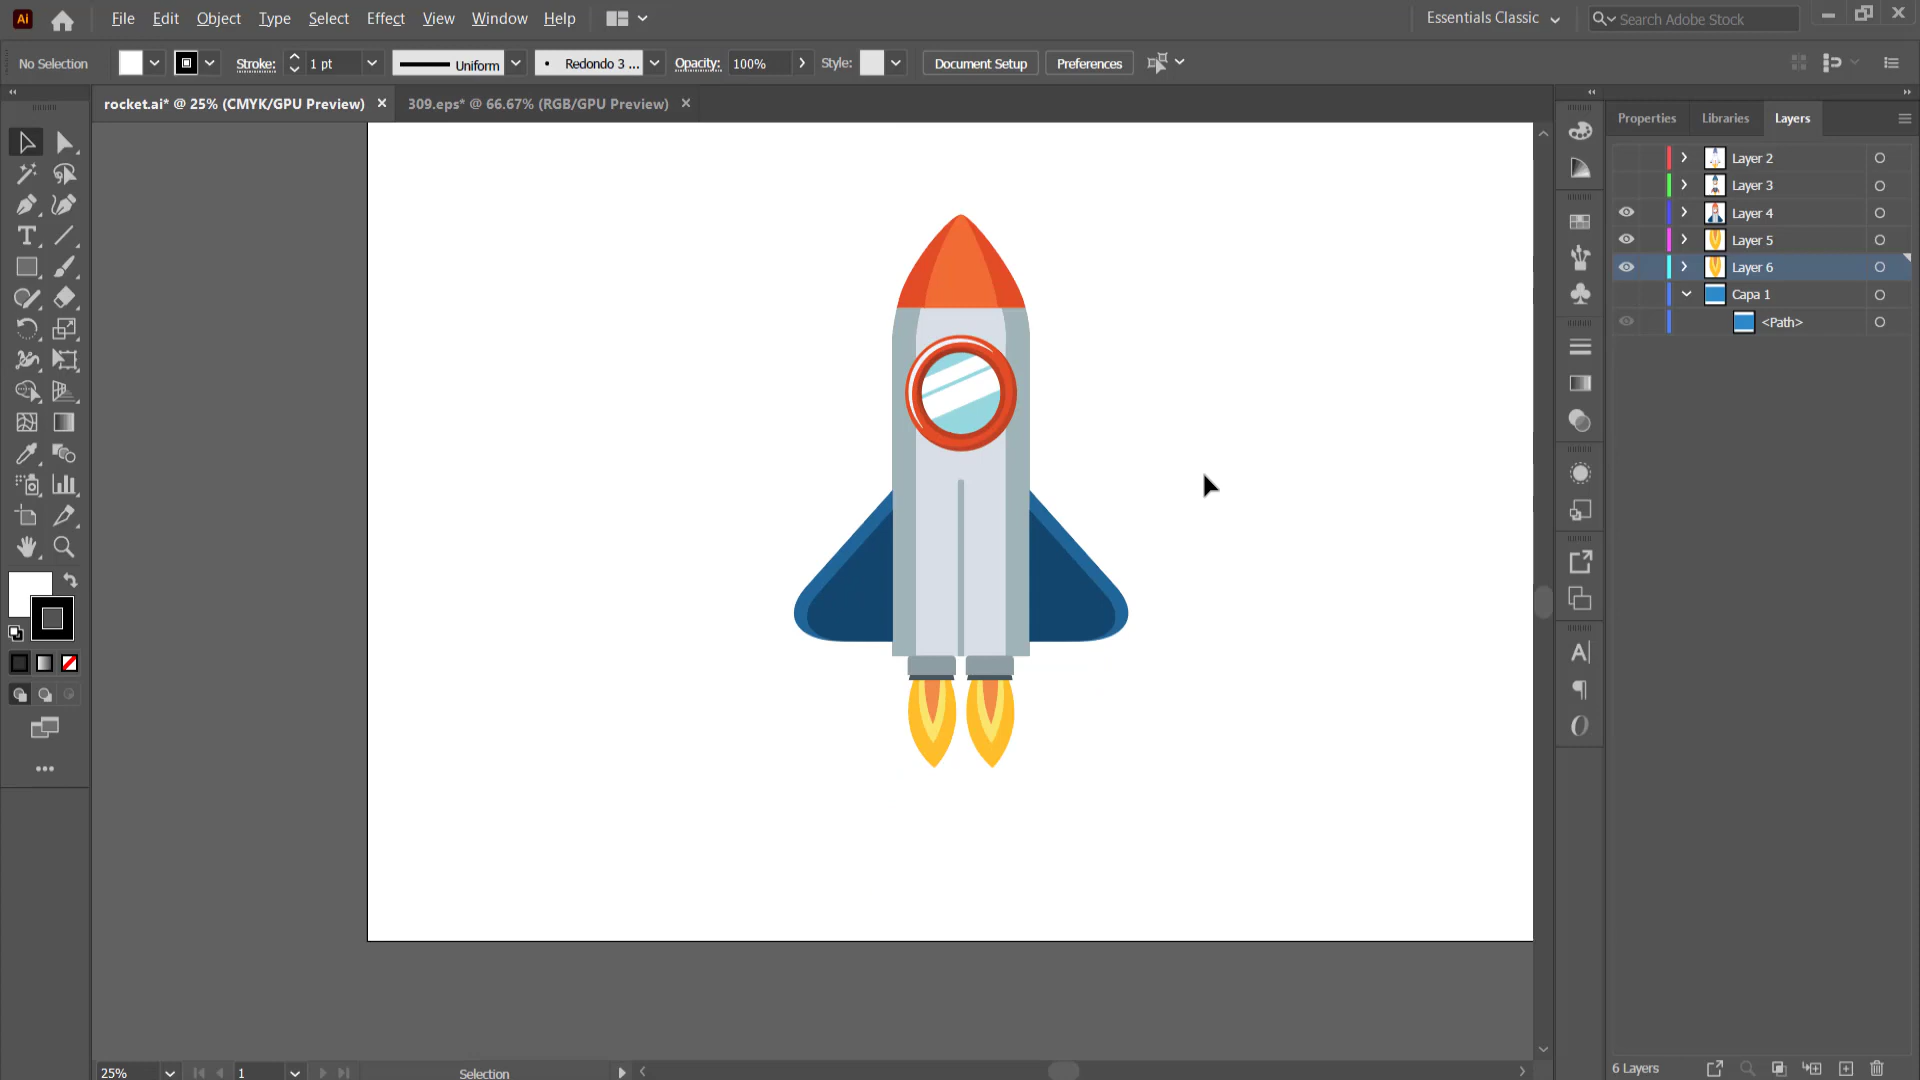 Ai File Edit Object Type Select Effect View Window Help Essentials Classic Search Adobe Stock
No Selection Stroke: 1 pt Uniform Redondo 3 ... Opacity: 100% Style: Document Setup Preferences
rocket.ai* @ 25% (CMYK/GPU Preview) 309.eps* @ 66.67% (RGB/GPU Preview)
Properties Libraries Layers
Layer 2
Layer 3
Layer 4
Layer 5
Layer 6
Capa 1
<Path>
25% 1 Selection 6 Layers